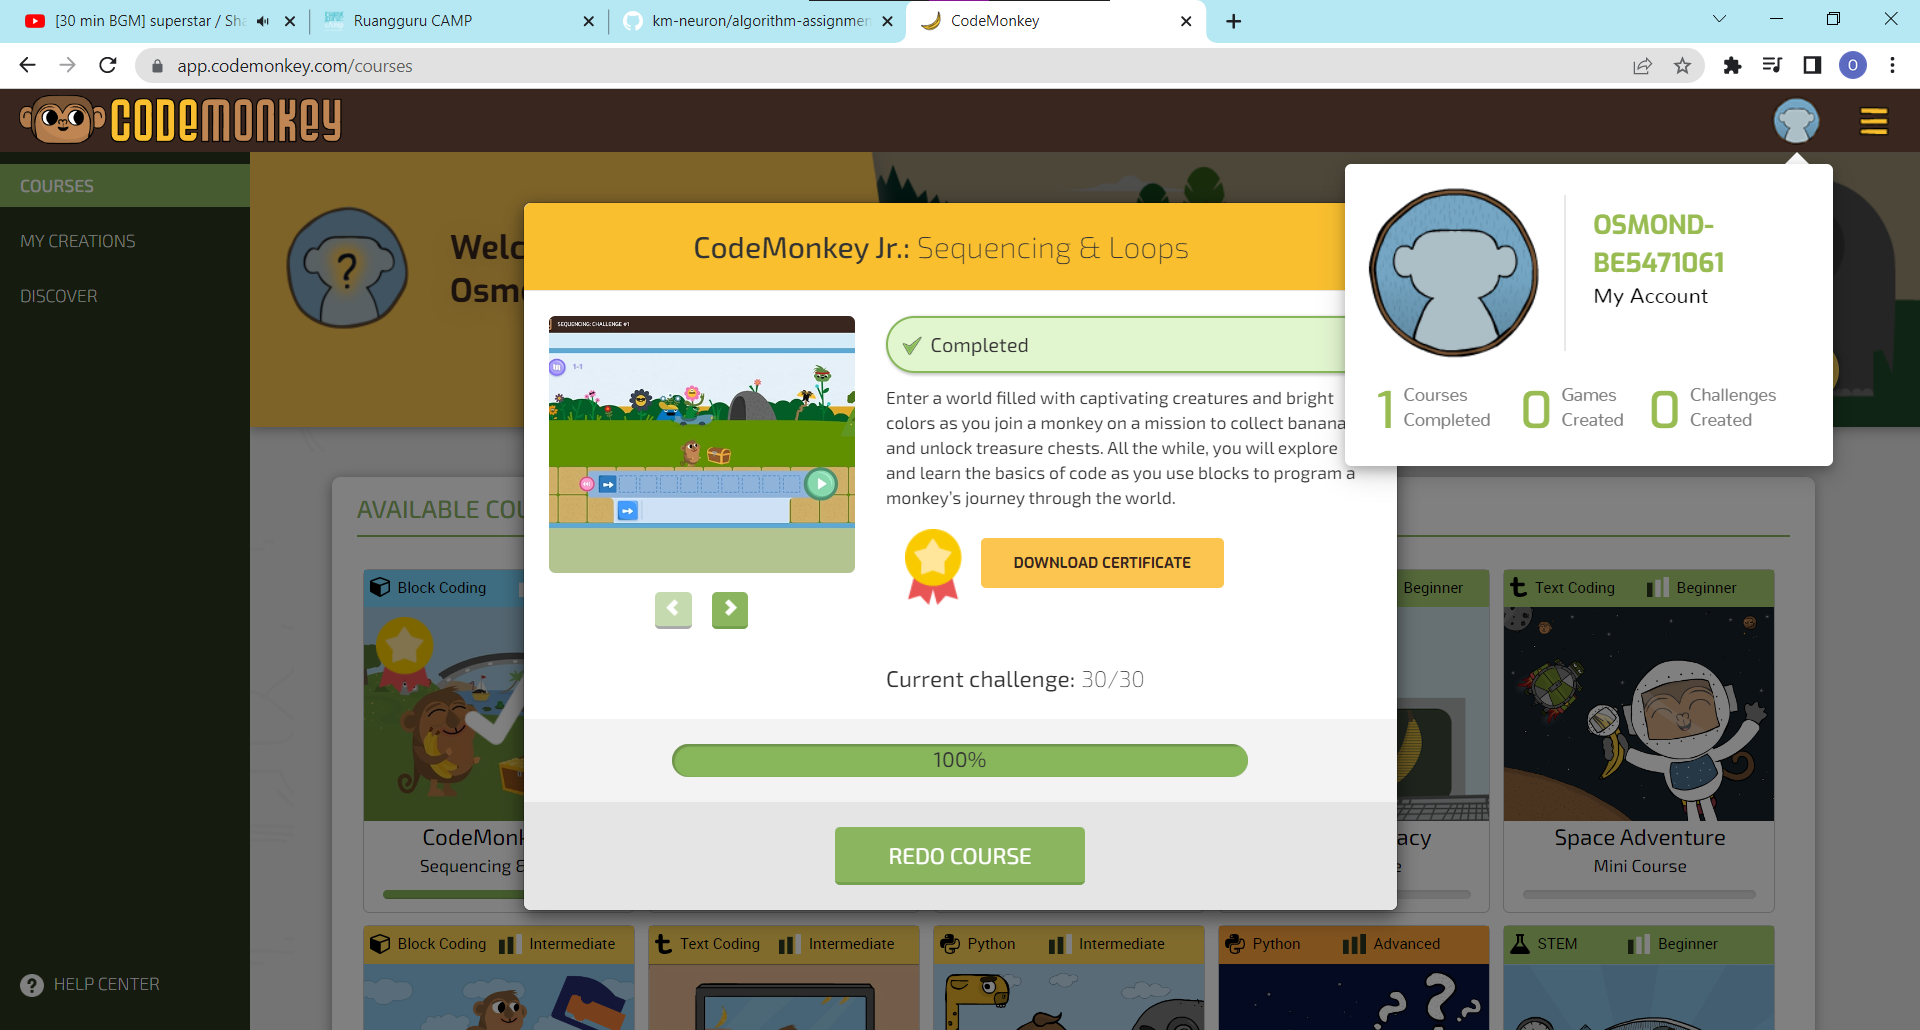 [30 min BGM] superstar / Sha
Ruangguru CAMP
km-neuron/algorithm-assignmen
CodeMonkey
app.codemonkey.com/courses
O
CODEMONKEY
COURSES
MY CREATIONS
DISCOVER
HELP CENTER
?
Welc
Osmo
CodeMonkey Jr.: Sequencing & Loops
SEQUENCING: CHALLENGE #1
1-1
Completed
Enter a world filled with captivating creatures and bright
colors as you join a monkey on a mission to collect banana
and unlock treasure chests. All the while, you will explore
and learn the basics of code as you use blocks to program a
monkey's journey through the world.
DOWNLOAD CERTIFICATE
Current challenge: 30/30
100%
REDO COURSE
OSMOND-
BE5471061
My Account
1 Courses Completed
0 Games Created
0 Challenges Created
AVAILABLE COU
Block Coding
Beginner
Text Coding Beginner
CodeMonk
Sequencing &
acy
Space Adventure
Mini Course
Block Coding Intermediate
Text Coding Intermediate
Python Intermediate
Python Advanced
STEM Beginner